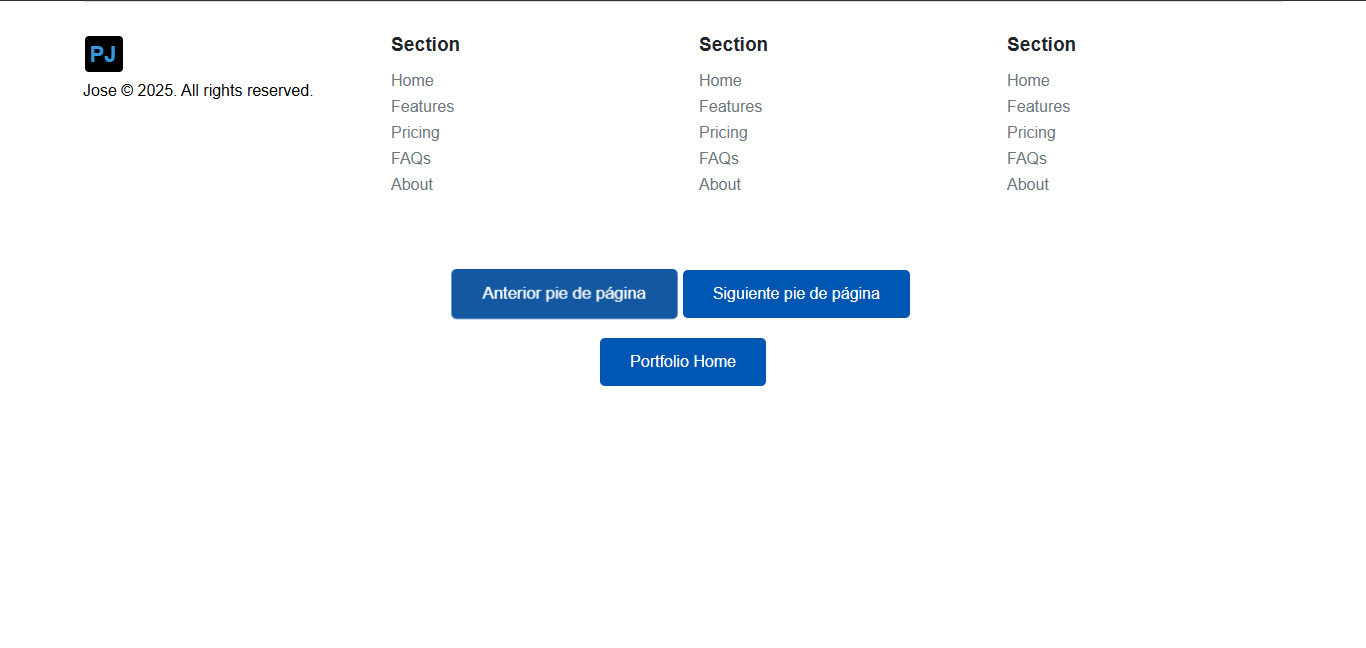 PJ
Jose © 2025. All rights reserved.
Section
Home
Features
Pricing
FAQs
About
Section
Home
Features
Pricing
FAQs
About
Section
Home
Features
Pricing
FAQs
About
Anterior pie de página
Siguiente pie de página
Portfolio Home